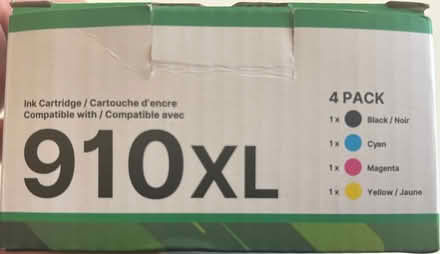 Ink Cartridge / Cartouche d'encre
Compatible with / Compatible avec
910XL
4 PACK
1 x Black / Noir
1 x Cyan
1 x Magenta
1 x Yellow / Jaune